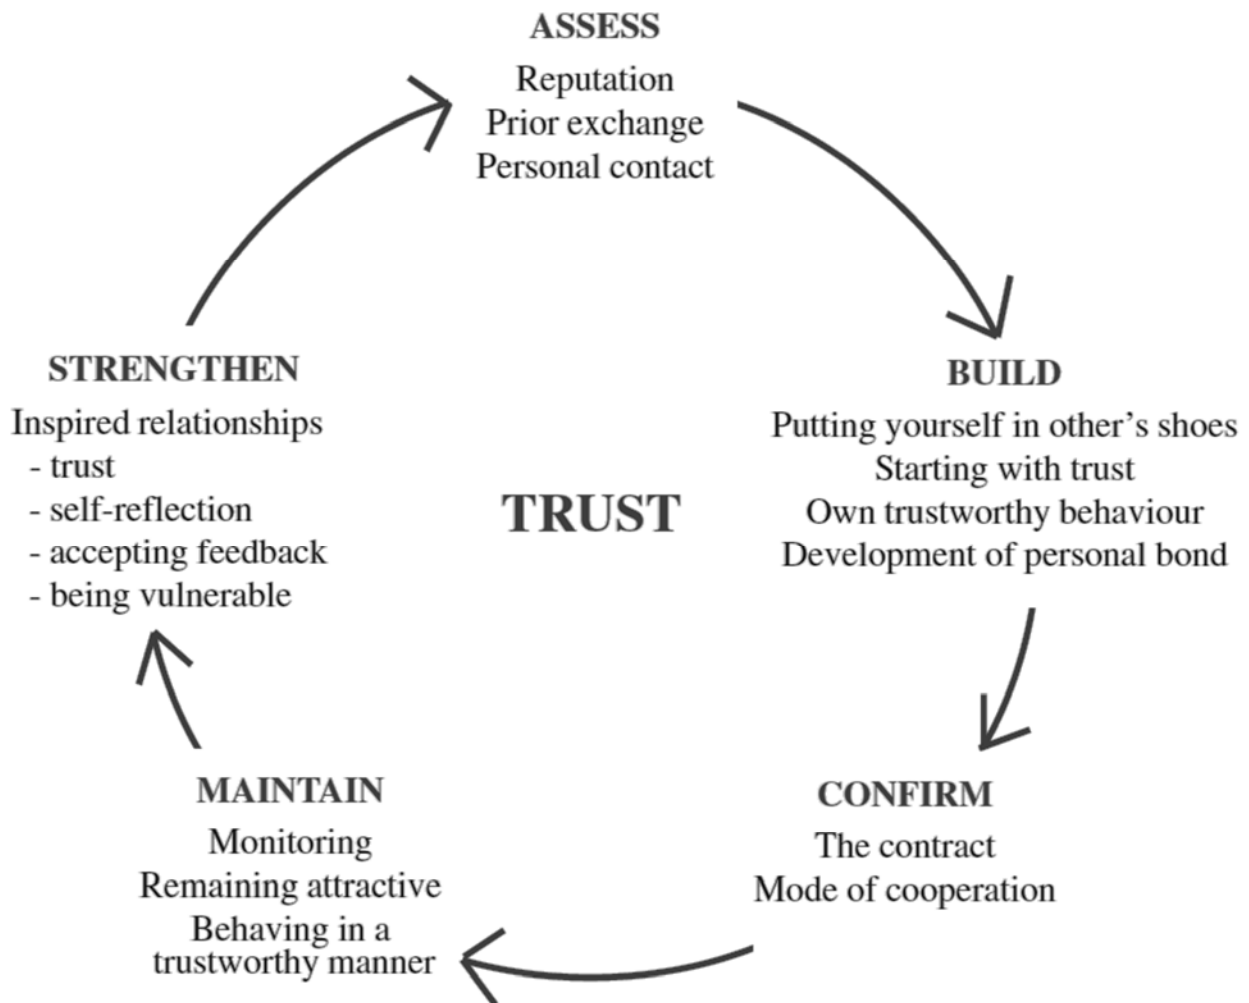 ASSESS
Reputation
Prior exchange
Personal contact
STRENGTHEN
Inspired relationships
- trust
- self-reflection
- accepting feedback
- being vulnerable
TRUST
BUILD
Putting yourself in other’s shoes
Starting with trust
Own trustworthy behaviour
Development of personal bond
MAINTAIN
Monitoring
Remaining attractive
Behaving in a
trustworthy manner
CONFIRM
The contract
Mode of cooperation